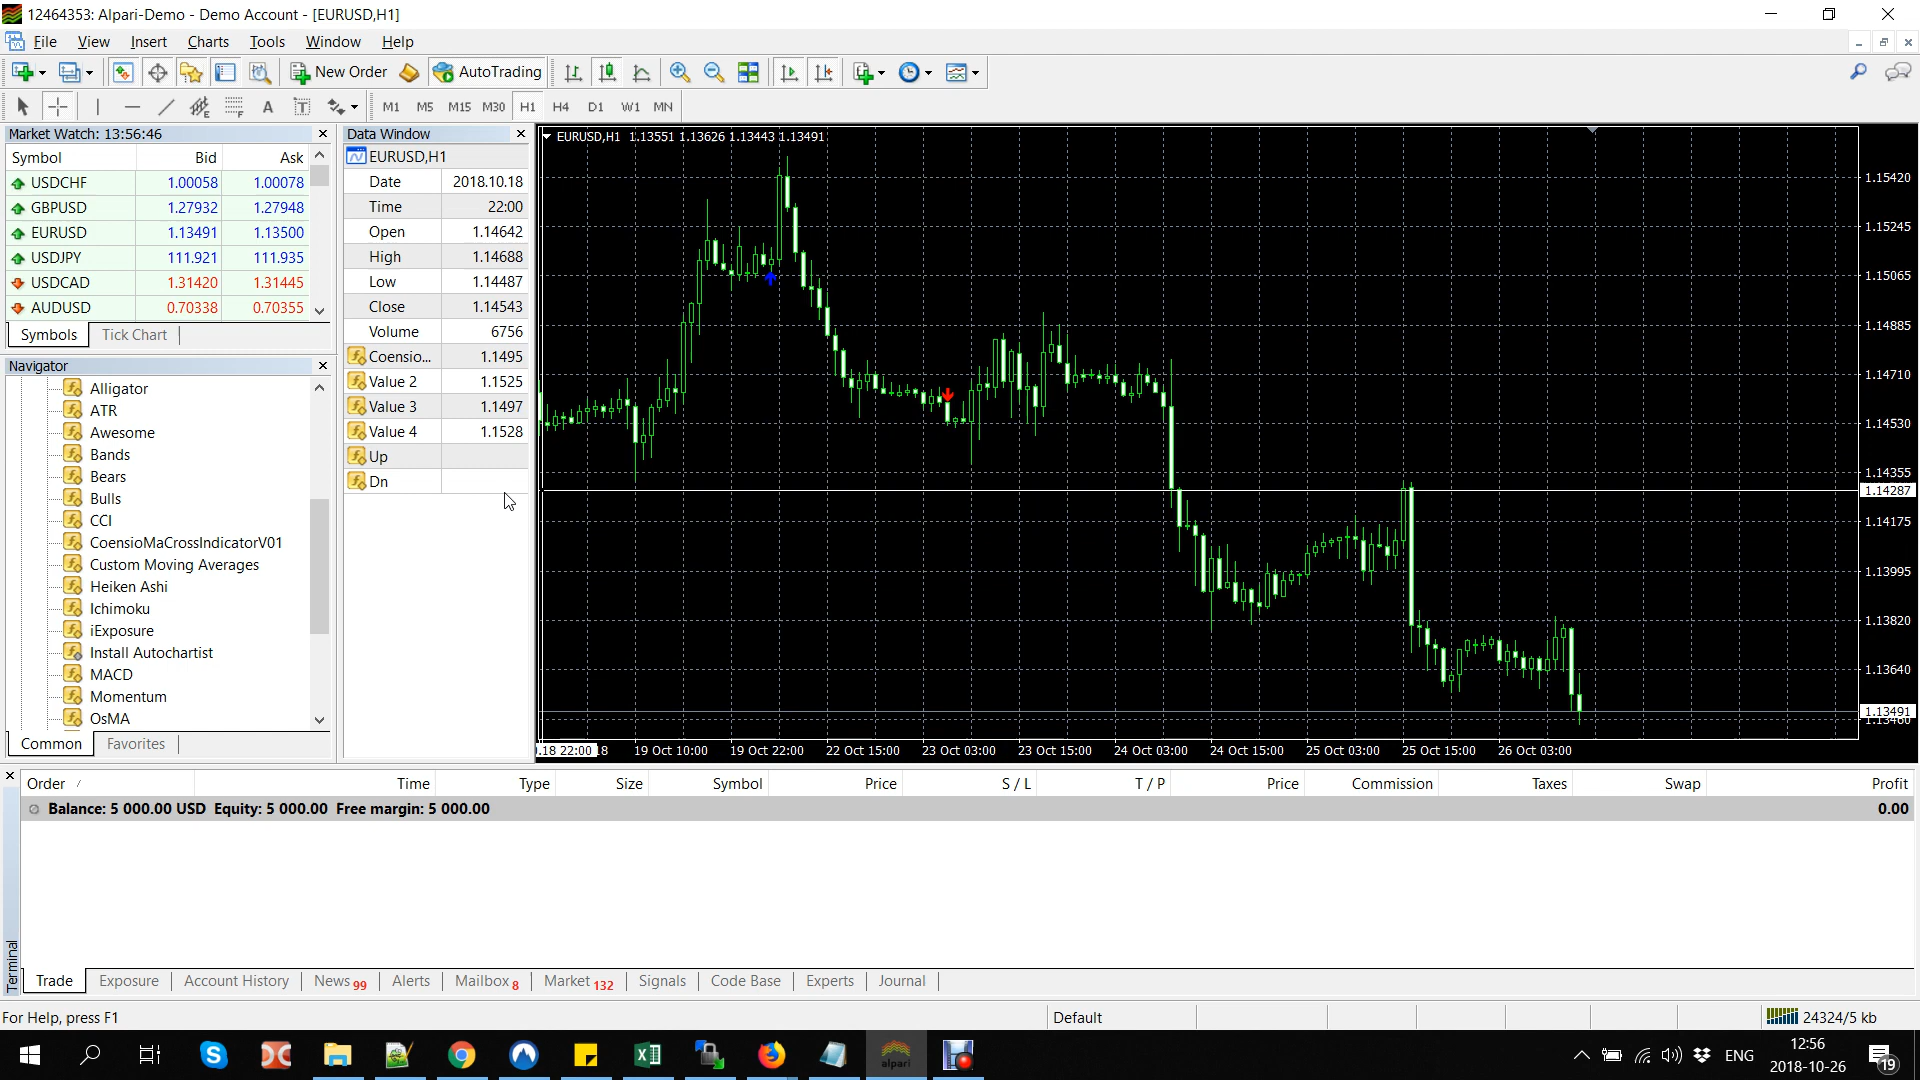 12464353: Alpari-Demo - Demo Account - [EURUSD,H1]
File View Insert Charts Tools Window Help
New Order AutoTrading
A T M1 M5 M15 M30 H1 H4 D1 W1 MN
Market Watch: 13:56:46
Symbol Bid Ask
USDCHF 1.00058 1.00078
GBPUSD 1.27932 1.27948
EURUSD 1.13491 1.13500
USDJPY 111.921 111.935
USDCAD 1.31420 1.31445
AUDUSD 0.70338 0.70355
Symbols Tick Chart
Navigator
Alligator
ATR
Awesome
Bands
Bears
Bulls
CCI
CoensioMaCrossIndicatorV01
Custom Moving Averages
Heiken Ashi
Ichimoku
iExposure
Install Autochartist
MACD
Momentum
OsMA
Common Favorites
Data Window
EURUSD,H1
Date 2018.10.18
Time 22:00
Open 1.14642
High 1.14688
Low 1.14487
Close 1.14543
Volume 6756
Coensio... 1.1495
Value 2 1.1525
Value 3 1.1497
Value 4 1.1528
Up
Dn
EURUSD,H1 1.13551 1.13626 1.13443 1.13491
1.15420
1.15245
1.15065
1.14885
1.14710
1.14530
1.14355
1.14287
1.14175
1.13995
1.13820
1.13640
1.13491
1.13460
.18 22:00 8 19 Oct 10:00 19 Oct 22:00 22 Oct 15:00 23 Oct 03:00 23 Oct 15:00 24 Oct 03:00 24 Oct 15:00 25 Oct 03:00 25 Oct 15:00 26 Oct 03:00
Order / Time Type Size Symbol Price S / L T / P Price Commission Taxes Swap Profit
Balance: 5 000.00 USD Equity: 5 000.00 Free margin: 5 000.00 0.00
Terminal
Trade Exposure Account History News 99 Alerts Mailbox 8 Market 132 Signals Code Base Experts Journal
For Help, press F1 Default 24324/5 kb
alpari
ENG
12:56
2018-10-26
19